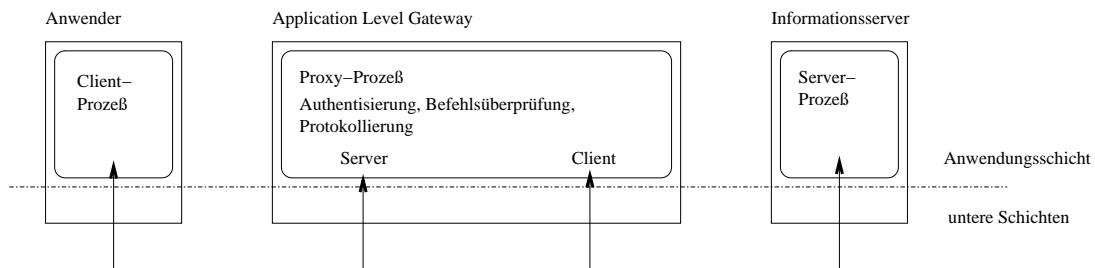 Anwender
Application Level Gateway
Informationsserver
Client–
Prozeß
Proxy–Prozeß
Authentisierung, Befehlsüberprüfung,
Protokollierung
Server
Client
Server–
Prozeß
Anwendungsschicht
untere Schichten